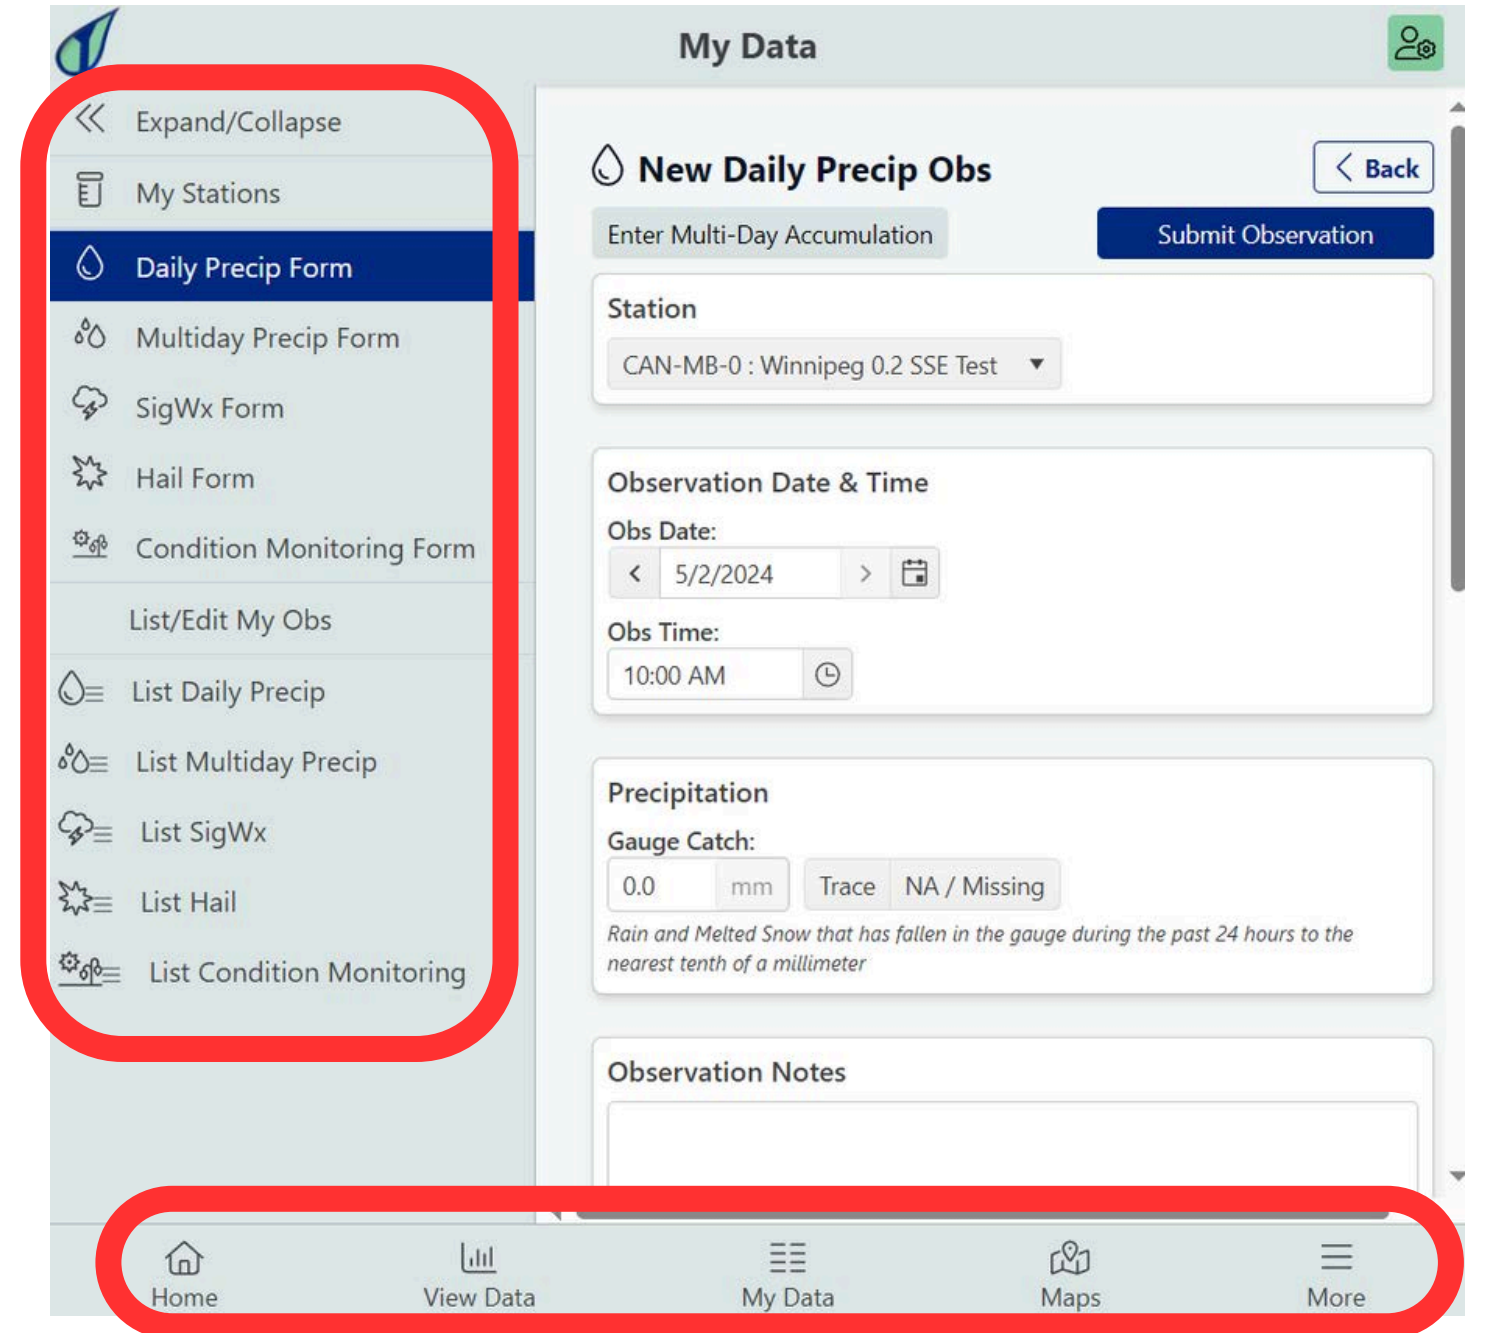 My Data
Expand/Collapse
My Stations
Daily Precip Form
Multiday Precip Form
SigWx Form
Hail Form
Condition Monitoring Form
List/Edit My Obs
List Daily Precip
List Multiday Precip
List SigWx
List Hail
List Condition Monitoring
New Daily Precip Obs
Back
Enter Multi-Day Accumulation
Submit Observation
Station
CAN-MB-0 : Winnipeg 0.2 SSE Test
Observation Date & Time
Obs Date:
5/2/2024
Obs Time:
10:00 AM
Precipitation
Gauge Catch:
0.0 mm Trace NA / Missing
Rain and Melted Snow that has fallen in the gauge during the past 24 hours to the
nearest tenth of a millimeter
Observation Notes
Home View Data My Data Maps More